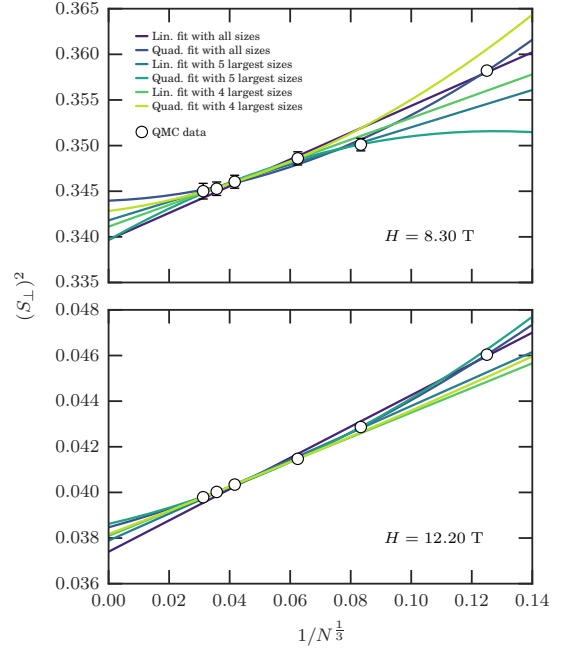 0.365
0.360
0.355
0.350
0.345
0.340
0.335
Lin. fit with all sizes
Quad. fit with all sizes
Lin. fit with 5 largest sizes
Quad. fit with 5 largest sizes
Lin. fit with 4 largest sizes
Quad. fit with 4 largest sizes
QMC data
H = 8.30 T
(S⊥)²
0.048
0.046
0.044
0.042
0.040
0.038
0.036
H = 12.20 T
0.00 0.02 0.04 0.06 0.08 0.10 0.12 0.14
1/N^{1/3}